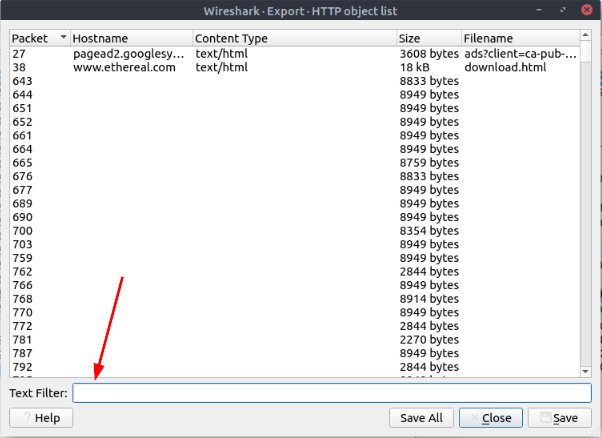 Wireshark · Export · HTTP object list
Packet Hostname Content Type Size Filename
27 pagead2.googlesy... text/html 3608 bytes ads?client=ca-pub-...
38 www.ethereal.com text/html 18 kB download.html
643 8833 bytes
644 8949 bytes
651 8949 bytes
652 8949 bytes
661 8949 bytes
664 8949 bytes
665 8759 bytes
676 8833 bytes
677 8949 bytes
689 8949 bytes
690 8949 bytes
700 8354 bytes
703 8949 bytes
759 8949 bytes
762 2844 bytes
766 8949 bytes
768 8914 bytes
770 8949 bytes
772 2844 bytes
781 2270 bytes
787 8949 bytes
792 2844 bytes
Text Filter:
? Help Save All Close Save